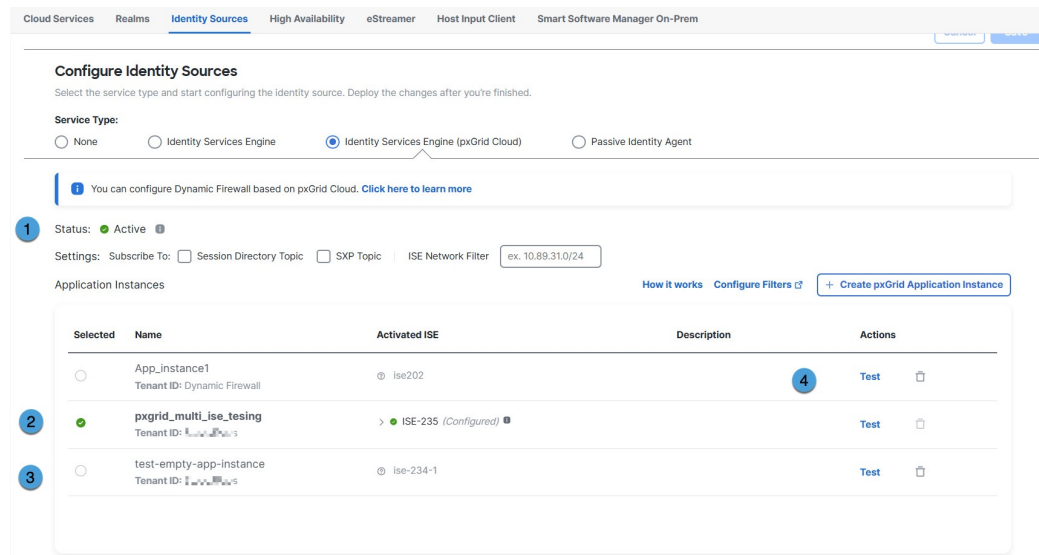 Cloud Services Realms Identity Sources High Availability eStreamer Host Input Client Smart Software Manager On-Prem
Configure Identity Sources
Select the service type and start configuring the identity source. Deploy the changes after you're finished.
Service Type:
None Identity Services Engine Identity Services Engine (pxGrid Cloud) Passive Identity Agent
You can configure Dynamic Firewall based on pxGrid Cloud. Click here to learn more
1 Status: Active
Settings: Subscribe To: Session Directory Topic SXP Topic ISE Network Filter ex. 10.89.31.0/24
Application Instances How it works Configure Filters + Create pxGrid Application Instance
Selected Name Activated ISE Description Actions
App_instance1
Tenant ID: Dynamic Firewall
ise202 4 Test
2 pxgrid_multi_ise_tesing
Tenant ID:
> ISE-235 (Configured) Test
3 test-empty-app-instance
Tenant ID:
ise-234-1 Test